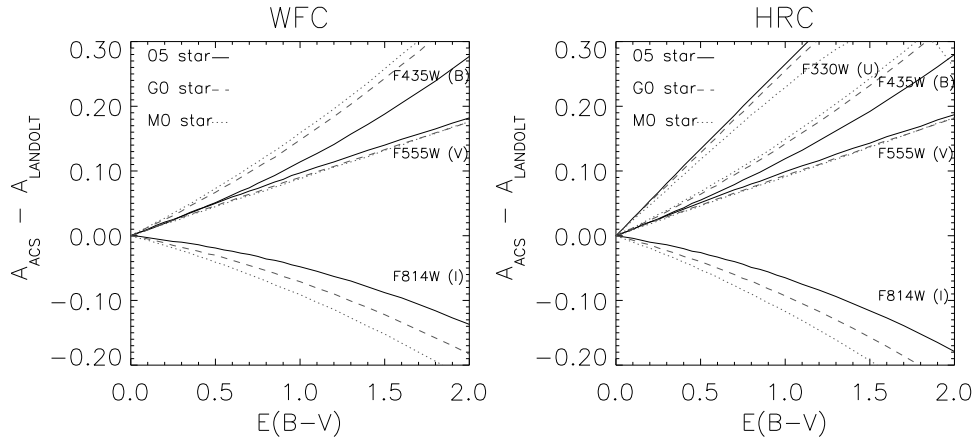 WFC
0.30
0.20
0.10
0.00
−0.10
−0.20
A_ACS − A_LANDOLT
O5 star
G0 star
M0 star
F435W (B)
F555W (V)
F814W (I)
0.0 0.5 1.0 1.5 2.0
E(B−V)
HRC
0.30
0.20
0.10
0.00
−0.10
−0.20
A_ACS − A_LANDOLT
O5 star
G0 star
M0 star
F330W (U)
F435W (B)
F555W (V)
F814W (I)
0.0 0.5 1.0 1.5 2.0
E(B−V)